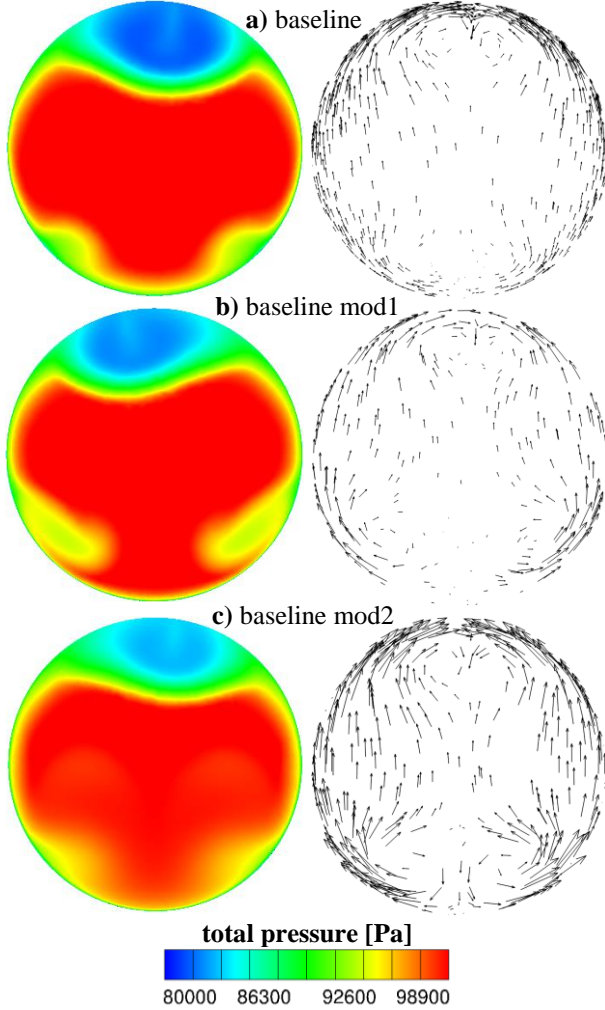 a) baseline
b) baseline mod1
c) baseline mod2
total pressure [Pa]
80000 86300 92600 98900